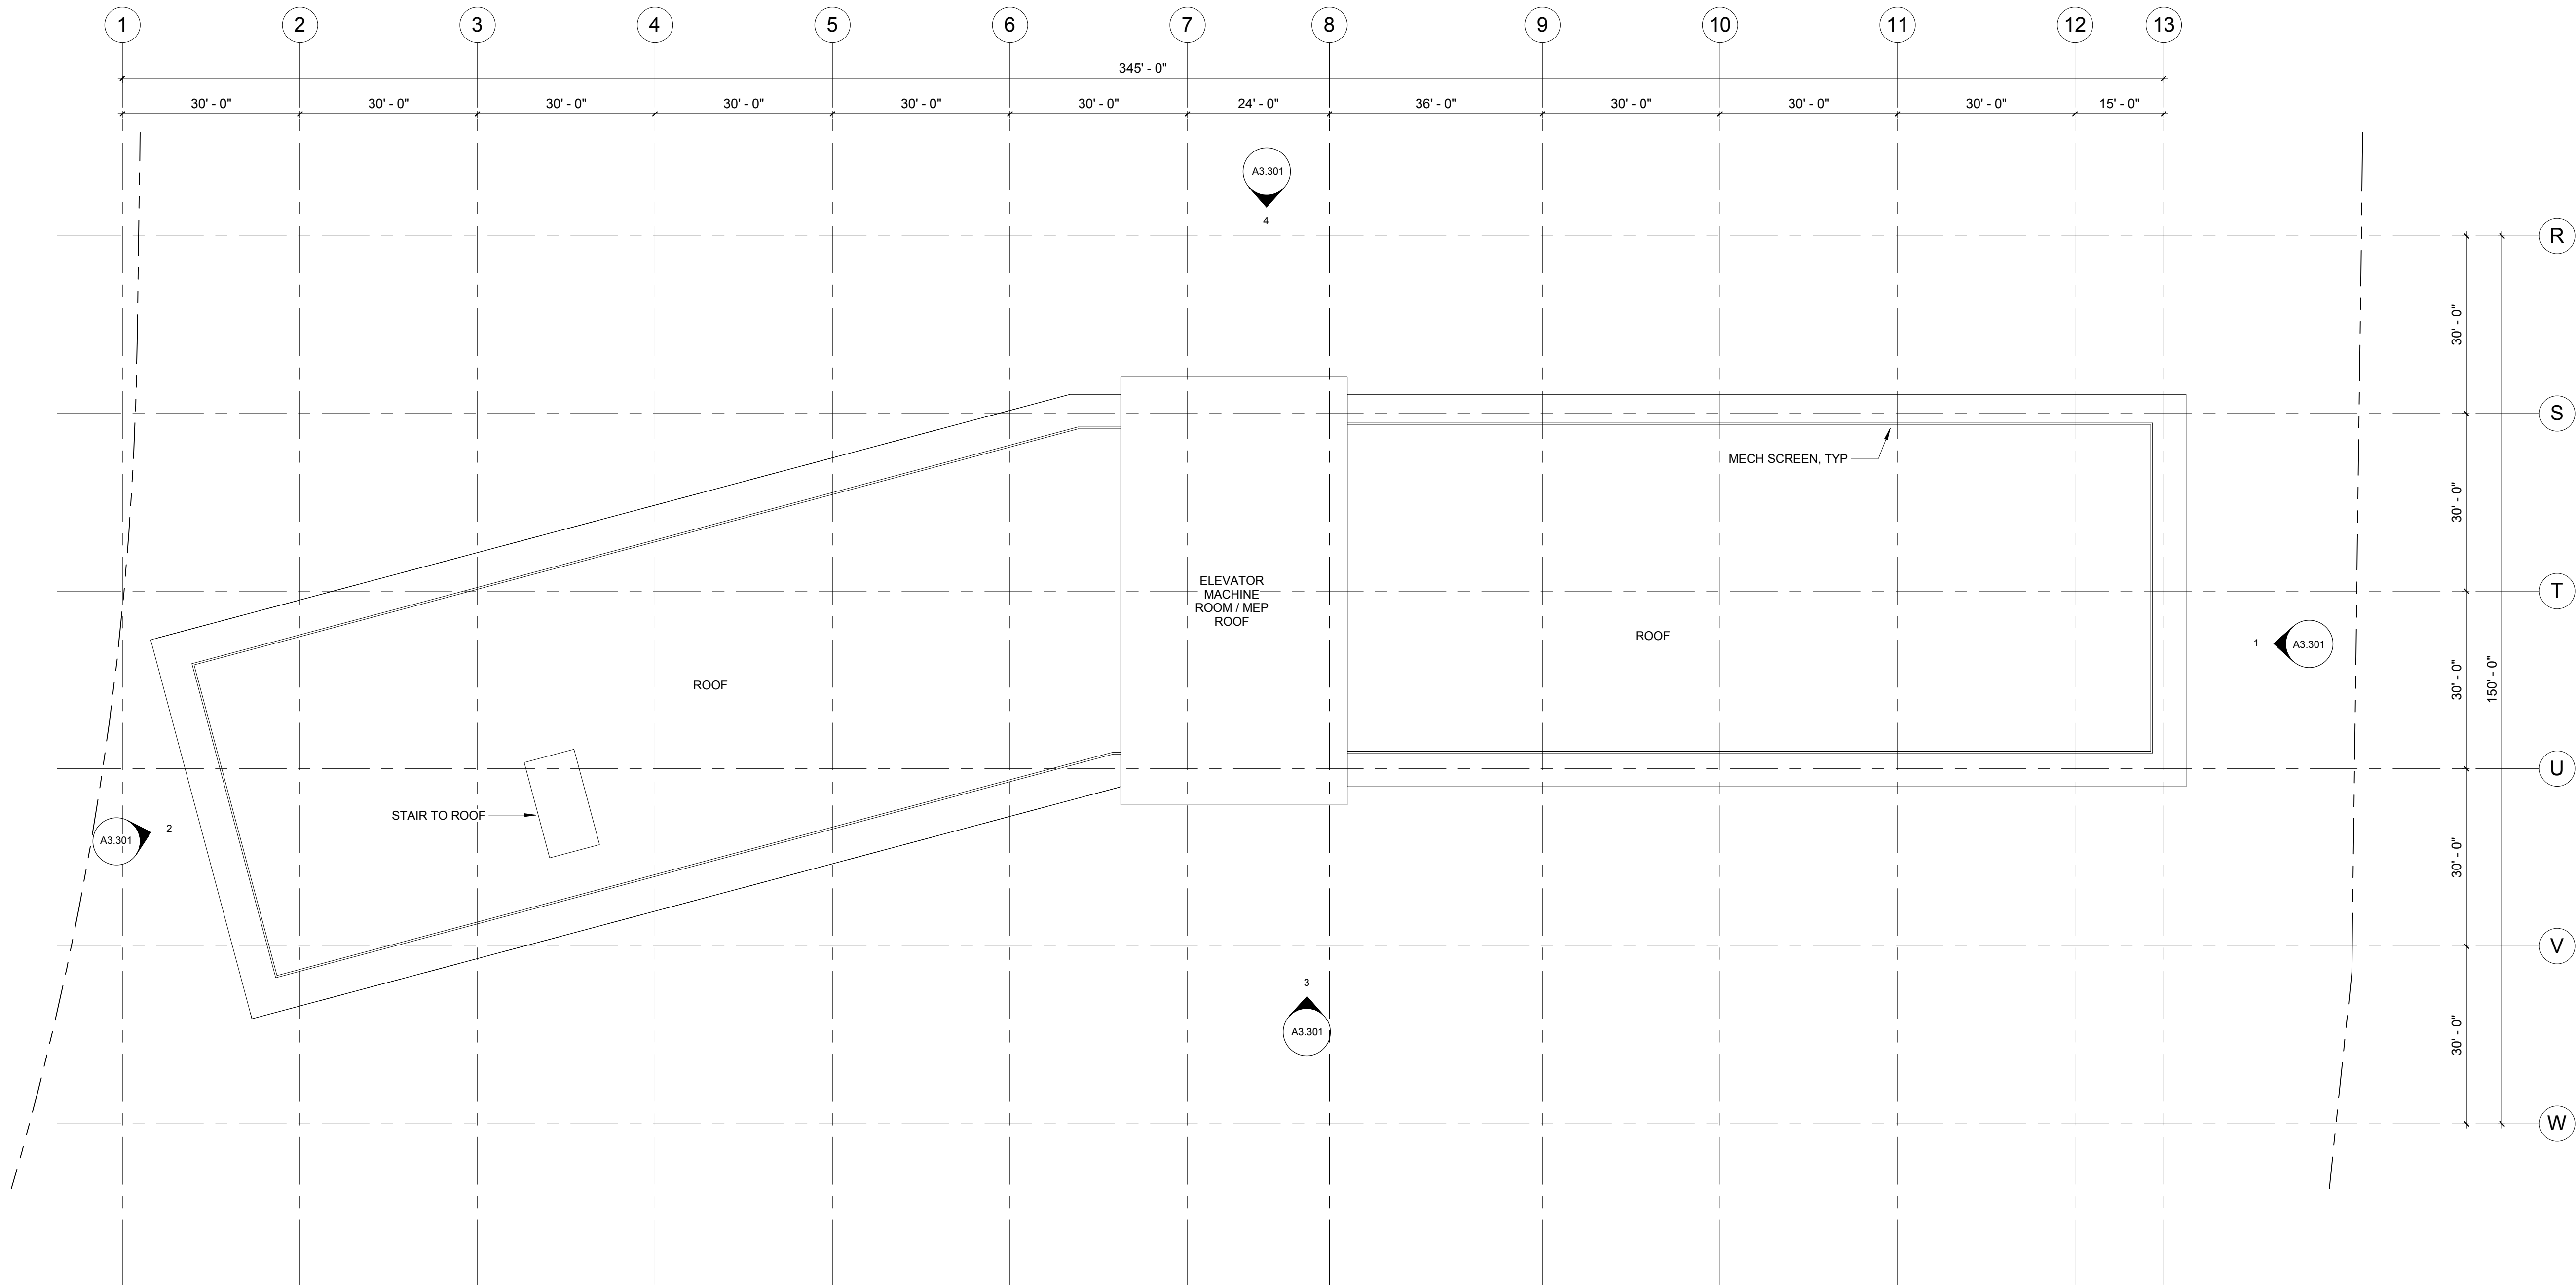 1 2 3 4 5 6 7 8 9 10 11 12 13
345' - 0"
30' - 0" 30' - 0" 30' - 0" 30' - 0" 30' - 0" 30' - 0" 24' - 0" 36' - 0" 30' - 0" 30' - 0" 30' - 0" 15' - 0"
A3.301
4
R
30' - 0"
S
MECH SCREEN, TYP
30' - 0"
ELEVATOR
MACHINE
ROOM / MEP
ROOF
T
ROOF
1
A3.301
30' - 0"
150' - 0"
ROOF
U
STAIR TO ROOF
A3.301
2
30' - 0"
V
3
A3.301
30' - 0"
W